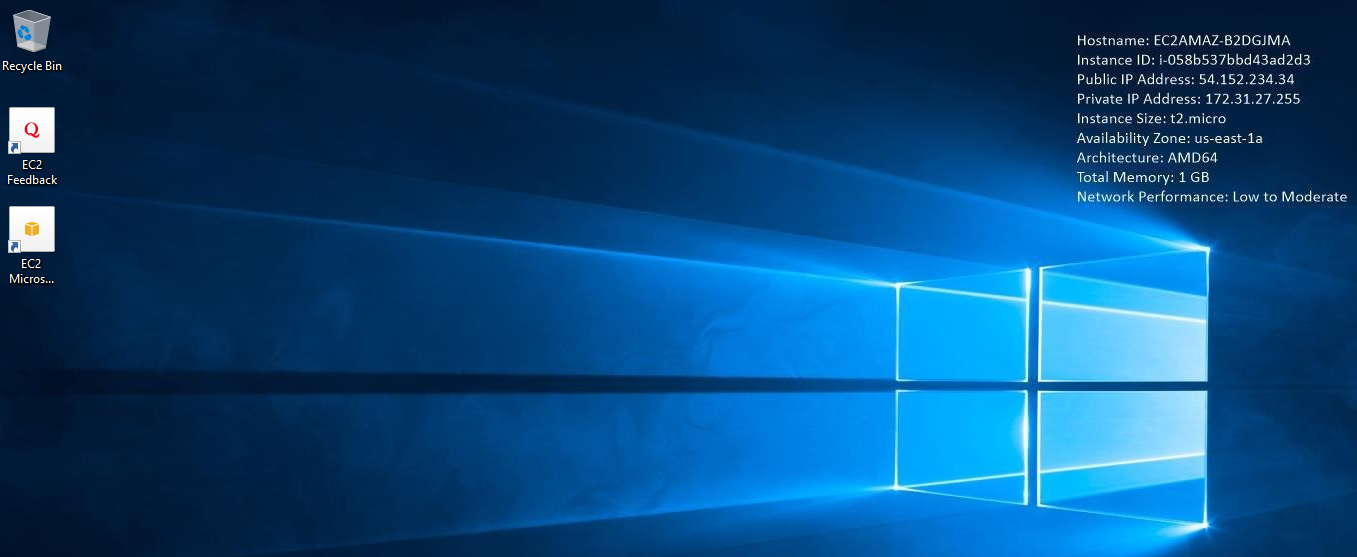 Recycle Bin
Q
EC2
Feedback
EC2
Micros...
Hostname: EC2AMAZ-B2DGJMA
Instance ID: i-058b537bbd43ad2d3
Public IP Address: 54.152.234.34
Private IP Address: 172.31.27.255
Instance Size: t2.micro
Availability Zone: us-east-1a
Architecture: AMD64
Total Memory: 1 GB
Network Performance: Low to Moderate